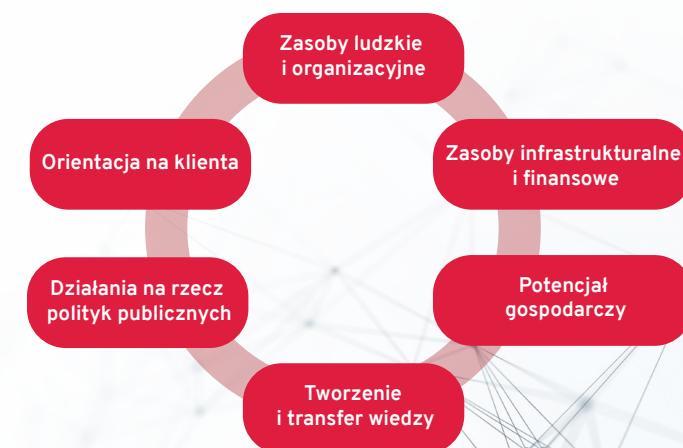 Zasoby ludzkie
i organizacyjne
Zasoby infrastrukturalne
i finansowe
Potencjał
gospodarczy
Tworzenie
i transfer wiedzy
Działania na rzecz
polityk publicznych
Orientacja na klienta